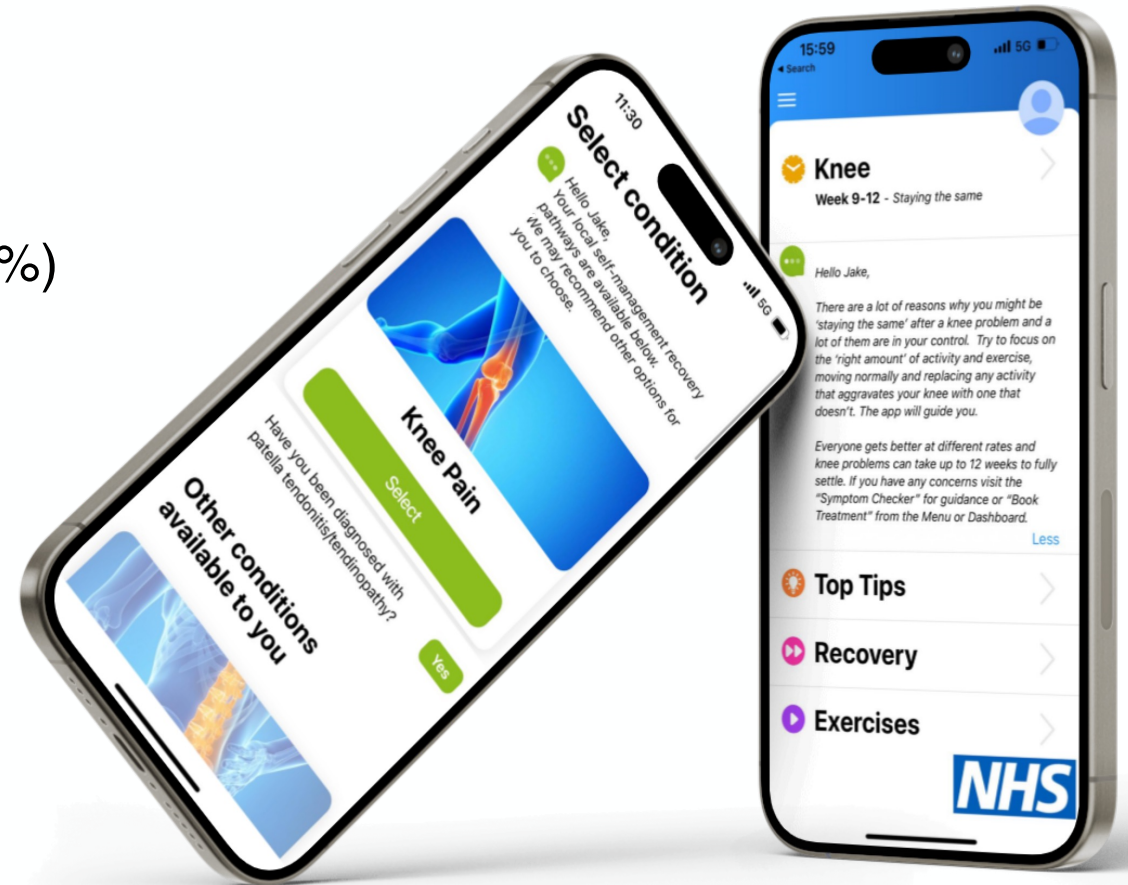 %)
11:30
5G
Select condition
Hello Jake,
Your local self-management recovery
pathways are available below.
We may recommend other options for
you to choose.
Knee Pain
Select
Have you been diagnosed with
patella tendonitis/tendinopathy?
Yes
Other conditions
available to you
15:59
5G
Search
Knee
Week 9-12 - Staying the same
Hello Jake,
There are a lot of reasons why you might be
'staying the same' after a knee problem and a
lot of them are in your control. Try to focus on
the 'right amount' of activity and exercise,
moving normally and replacing any activity
that aggravates your knee with one that
doesn't. The app will guide you.
Everyone gets better at different rates and
knee problems can take up to 12 weeks to fully
settle. If you have any concerns visit the
"Symptom Checker" for guidance or "Book
Treatment" from the Menu or Dashboard.
Less
Top Tips
Recovery
Exercises
NHS